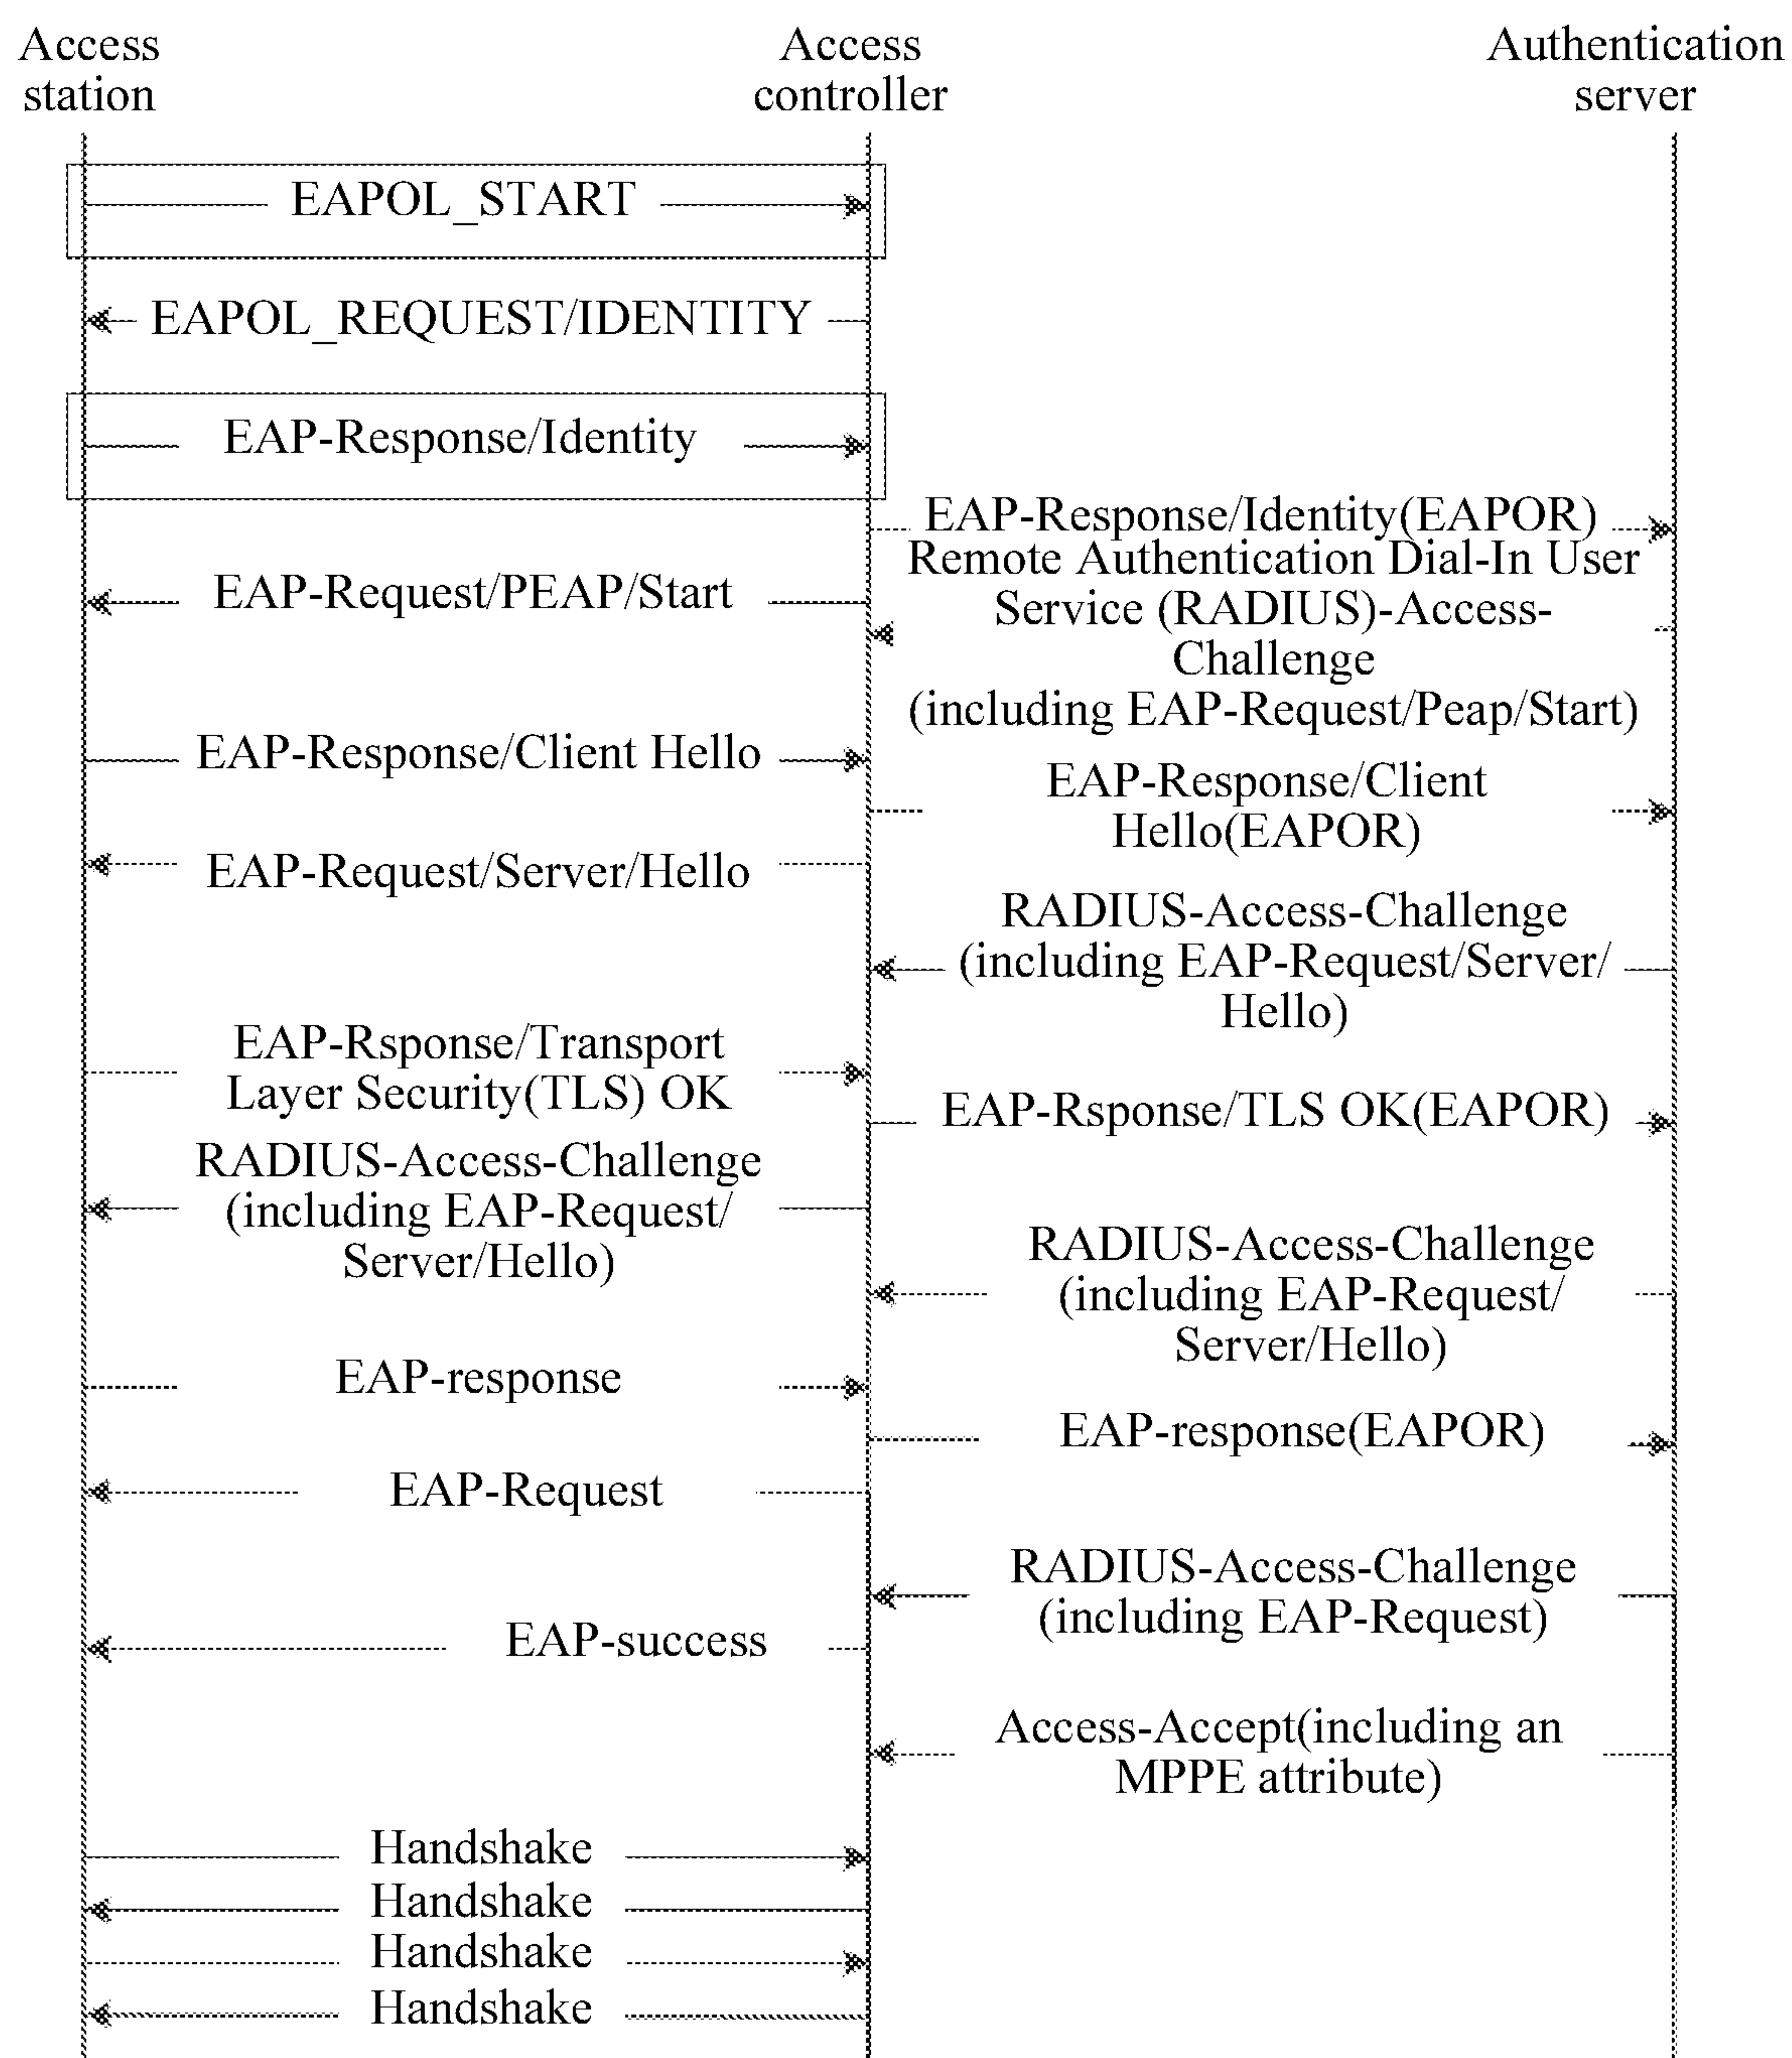 Access
station
Access
controller
Authentication
server
EAPOL_START
EAPOL_REQUEST/IDENTITY
EAP-Response/Identity
EAP-Response/Identity(EAPOR)
Remote Authentication Dial-In User
Service (RADIUS)-Access-
Challenge
(including EAP-Request/Peap/Start)
EAP-Request/PEAP/Start
EAP-Response/Client Hello
EAP-Response/Client
Hello(EAPOR)
EAP-Request/Server/Hello
RADIUS-Access-Challenge
(including EAP-Request/Server/
Hello)
EAP-Rsponse/Transport
Layer Security(TLS) OK
EAP-Rsponse/TLS OK(EAPOR)
RADIUS-Access-Challenge
(including EAP-Request/
Server/Hello)
RADIUS-Access-Challenge
(including EAP-Request/
Server/Hello)
EAP-response
EAP-response(EAPOR)
EAP-Request
RADIUS-Access-Challenge
(including EAP-Request)
EAP-success
Access-Accept(including an
MPPE attribute)
Handshake
Handshake
Handshake
Handshake